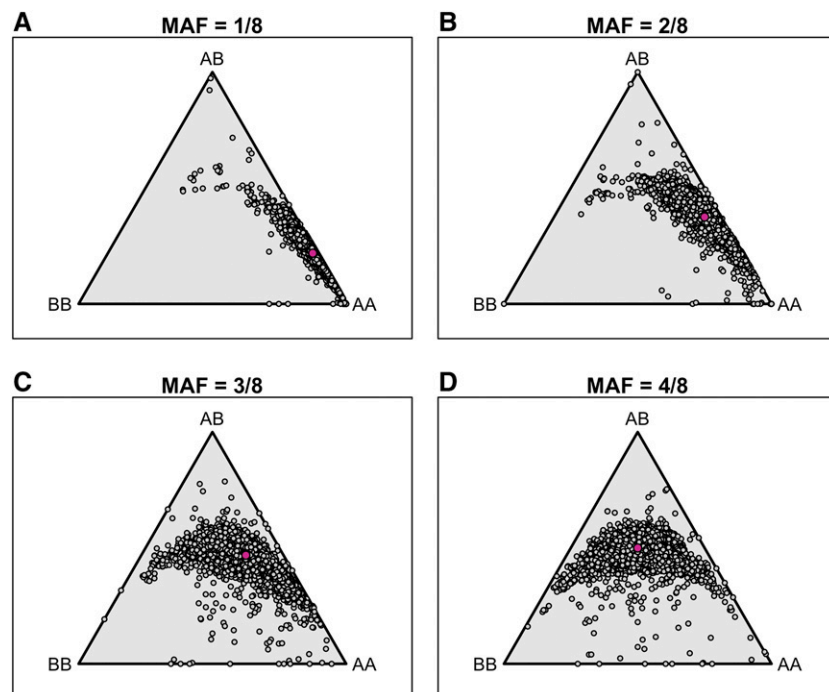 A MAF = 1/8
AB
BB AA
B MAF = 2/8
AB
BB AA
C MAF = 3/8
AB
BB AA
D MAF = 4/8
AB
BB AA